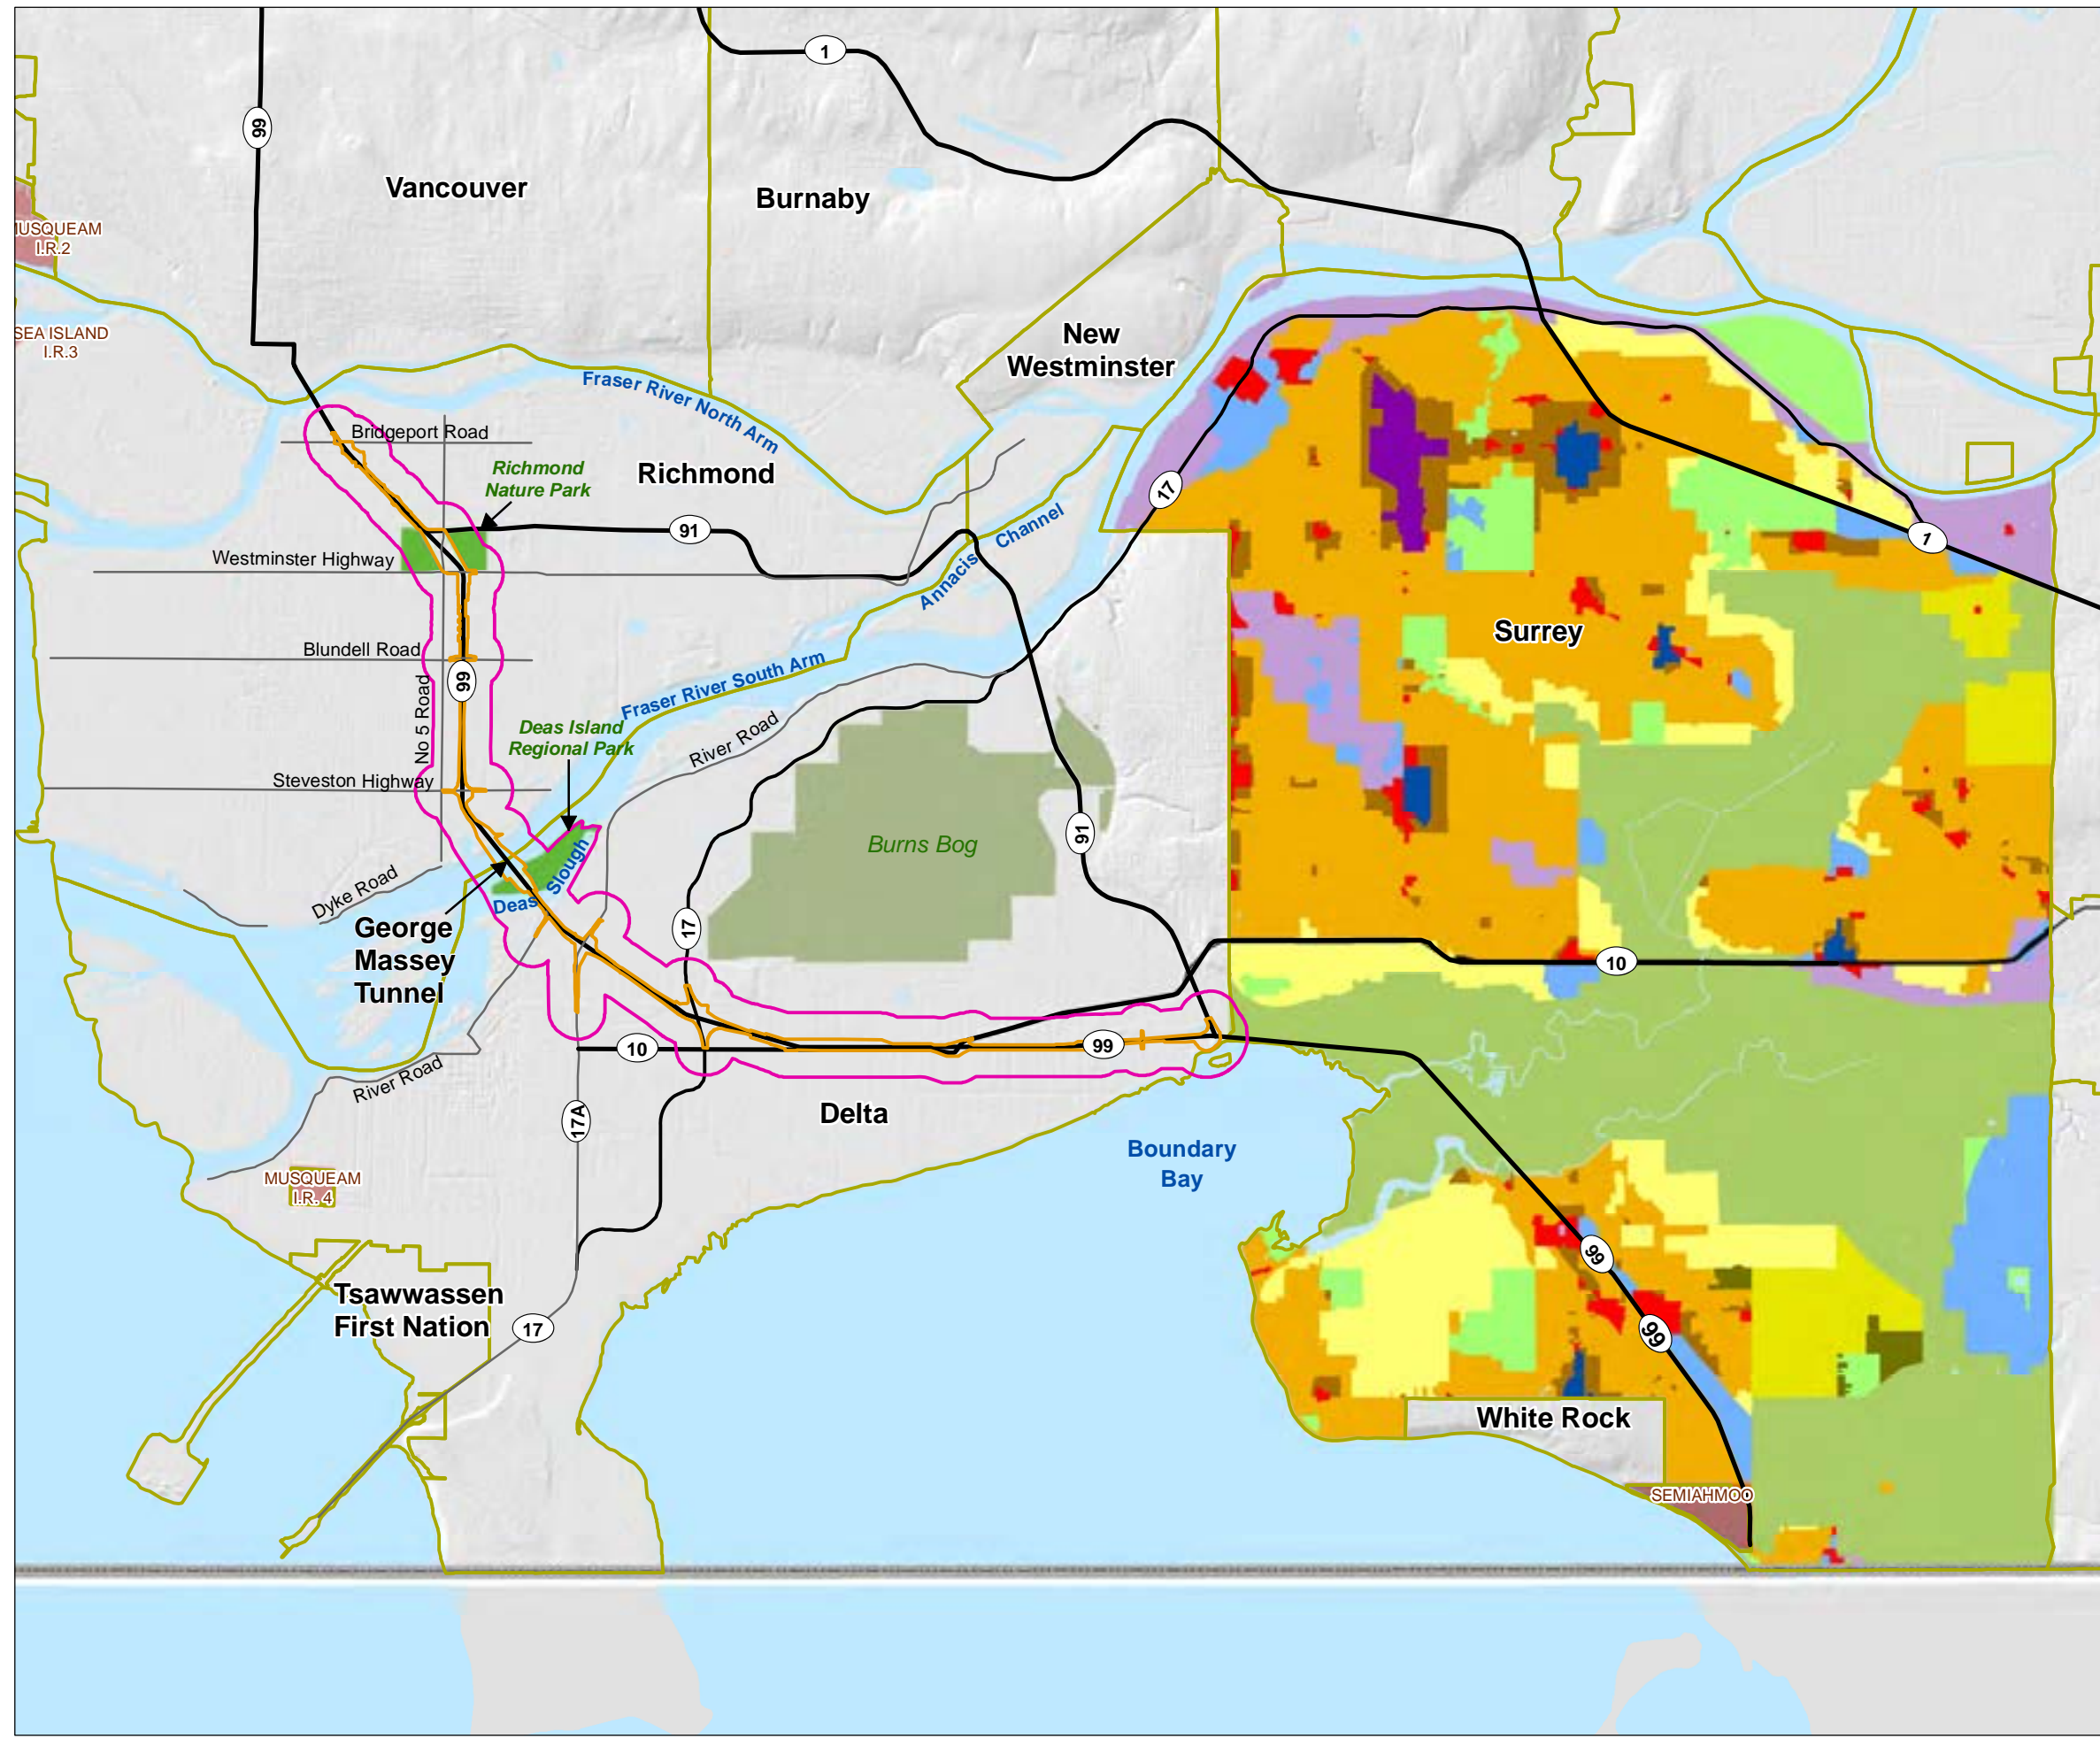 1
99
Vancouver
Burnaby
MUSQUEAM
I.R.2
SEA ISLAND
I.R.3
New
Westminster
Fraser River North Arm
Bridgeport Road
Richmond
Nature Park
Richmond
17
91
Annacis Channel
1
Westminster Highway
Surrey
Blundell Road
99
No 5 Road
Fraser River South Arm
Deas Island
Regional Park
River Road
Steveston Highway
91
Burns Bog
Deas Slough
Dyke Road
George
Massey
Tunnel
17
10
10
99
River Road
17A
Delta
Boundary
Bay
MUSQUEAM
I.R. 4
99
Tsawwassen
First Nation
17
99
White Rock
SEMIAHMOO